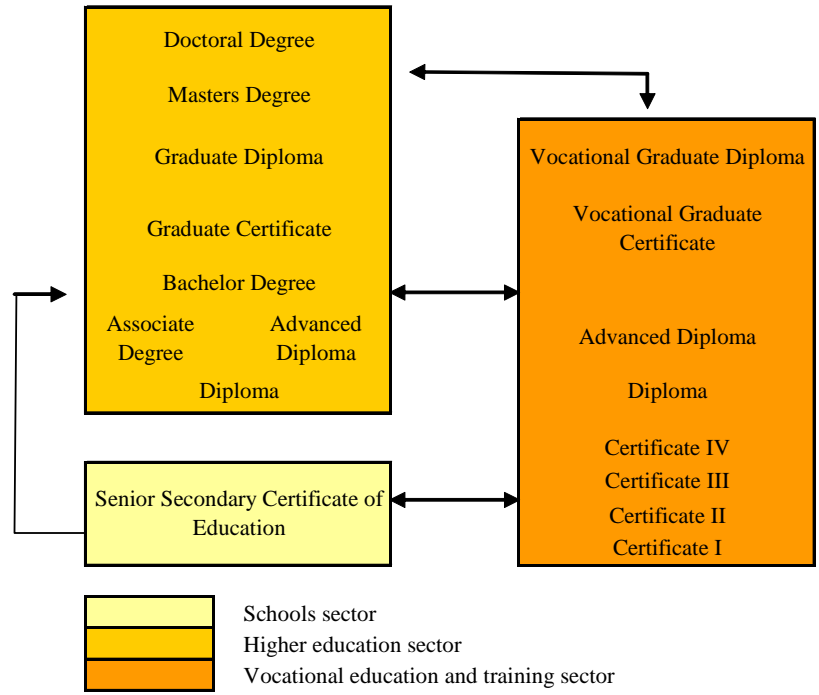 Doctoral Degree
Masters Degree
Graduate Diploma
Graduate Certificate
Bachelor Degree
Associate
Degree
Advanced
Diploma
Diploma
Vocational Graduate Diploma
Vocational Graduate
Certificate
Advanced Diploma
Diploma
Certificate IV
Certificate III
Certificate II
Certificate I
Senior Secondary Certificate of
Education
Schools sector
Higher education sector
Vocational education and training sector